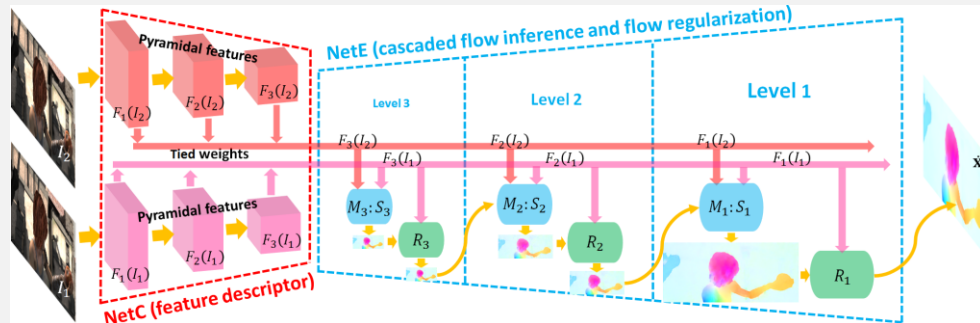 NetE (cascaded flow inference and flow regularization)
Pyramidal features
F₁(I₂)
F₂(I₂)
F₃(I₂)
I₂
Level 3
Level 2
Level 1
F₃(I₂)
F₂(I₂)
F₁(I₂)
Tied weights
F₃(I₁)
F₂(I₁)
F₁(I₁)
ẋ
M₃: S₃
M₂: S₂
M₁: S₁
Pyramidal features
R₃
R₂
R₁
F₁(I₁)
F₂(I₁)
F₃(I₁)
I₁
NetC (feature descriptor)